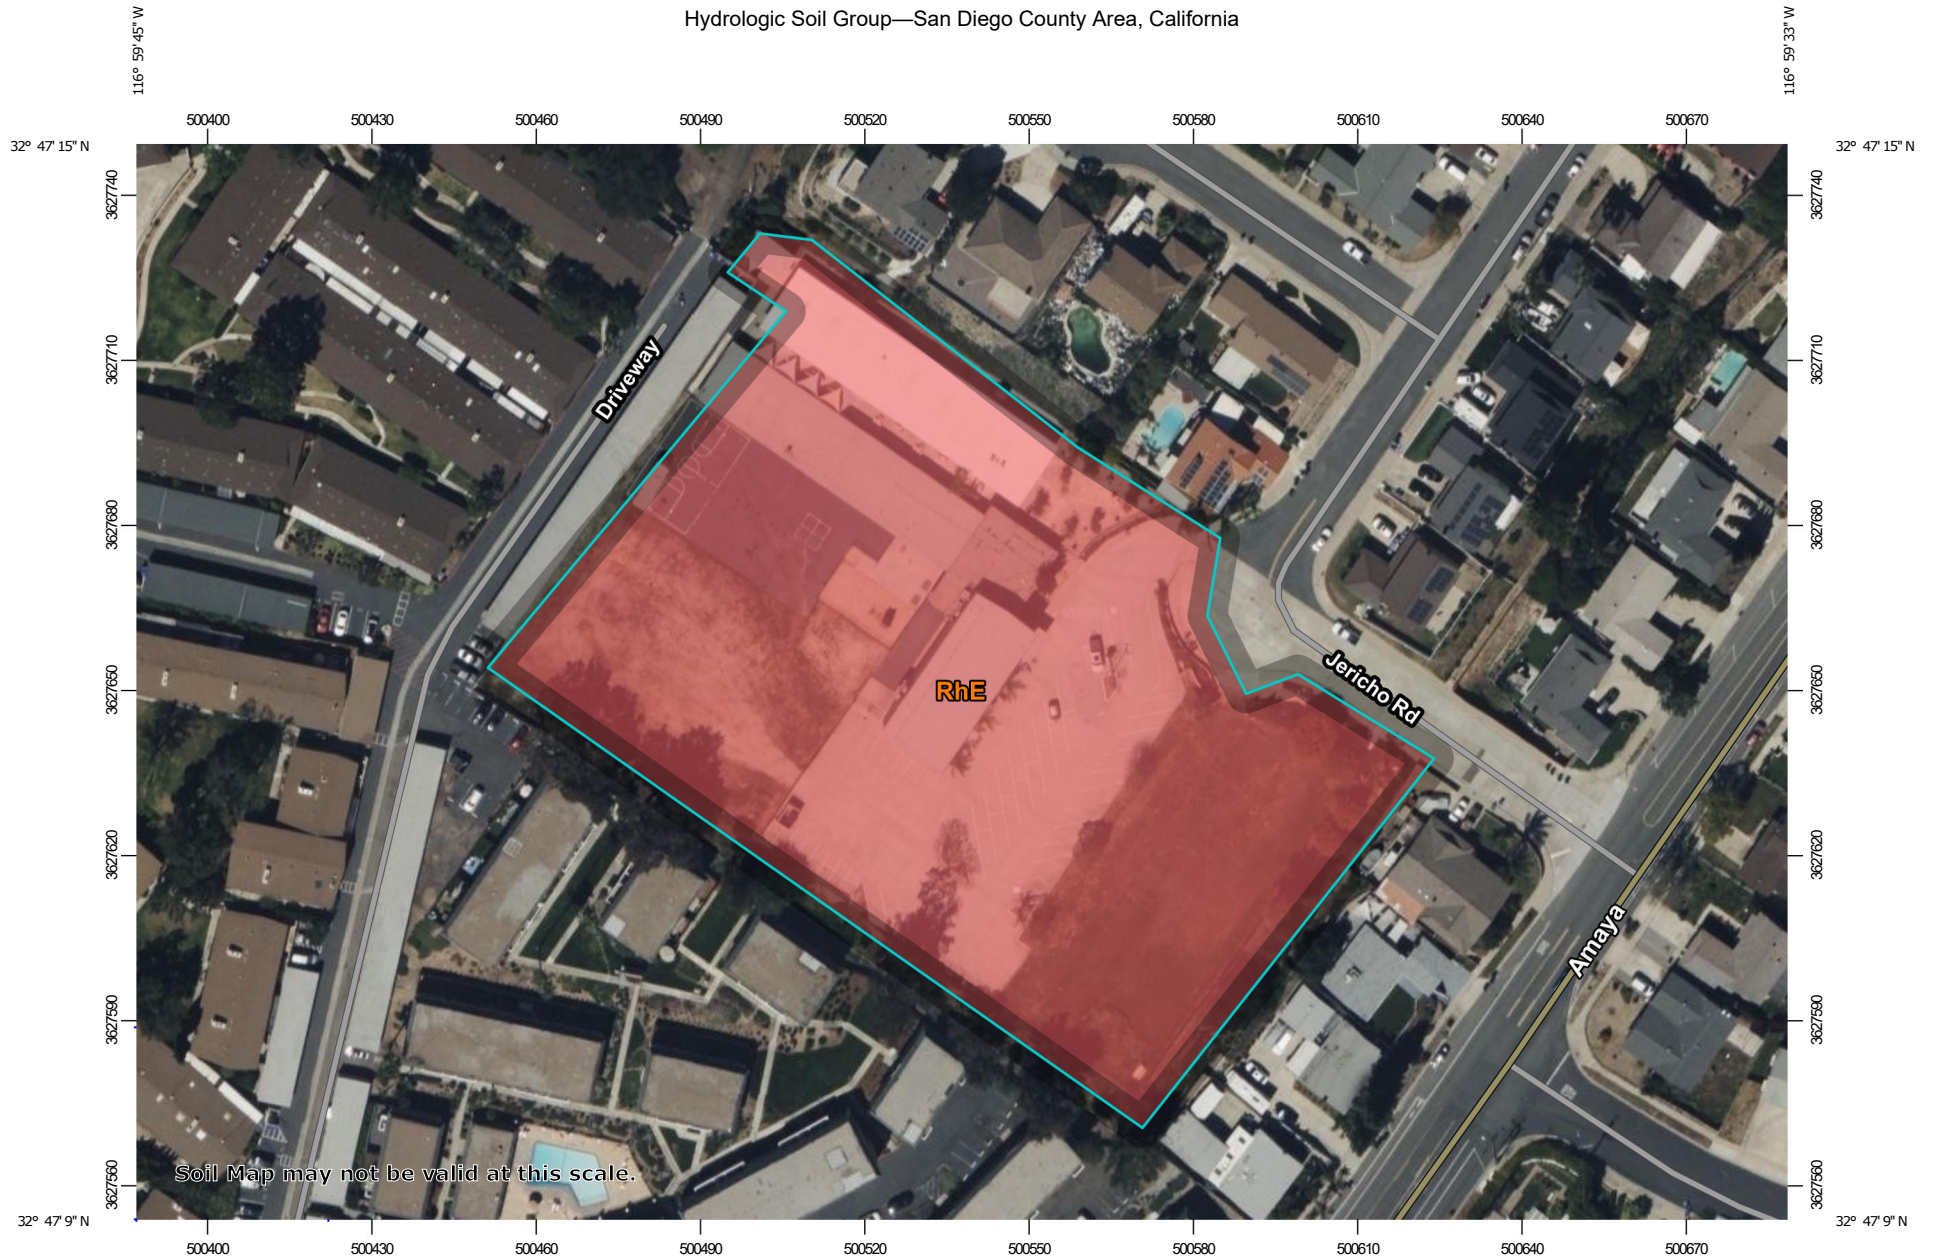 Hydrologic Soil Group—San Diego County Area, California
116° 59' 45" W
116° 59' 33" W
500400 500430 500460 500490 500520 500550 500580 500610 500640 500670
32° 47' 15" N
32° 47' 15" N
3627740
3627740
3627710
3627710
Driveway
3627680
3627680
3627650
RhE
Jericho Rd
3627650
3627620
3627620
Amaya
3627590
3627590
Soil Map may not be valid at this scale.
3627560
3627560
32° 47' 9" N
32° 47' 9" N
500400 500430 500460 500490 500520 500550 500580 500610 500640 500670